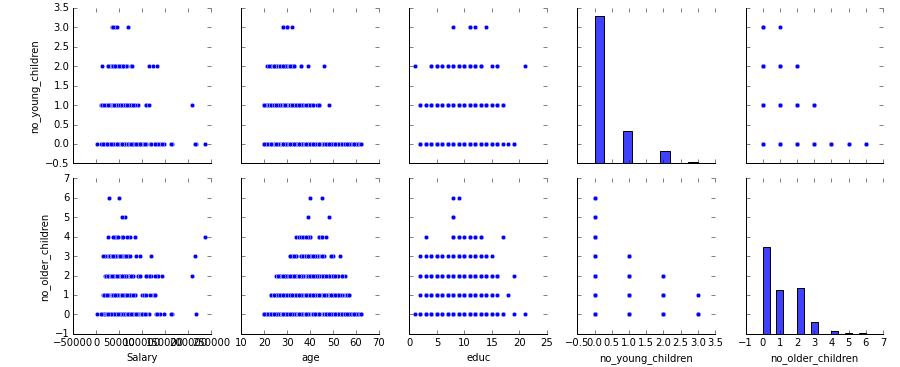 3.5
3.0
2.5
2.0
1.5
1.0
0.5
0.0
−0.5
no_young_children
7
6
5
4
3
2
1
0
−1
no_older_children
−50000 0 50000 100000 150000 200000 250000
Salary
10 20 30 40 50 60 70
age
0 5 10 15 20 25
educ
−0.5 0.0 0.5 1.0 1.5 2.0 2.5 3.0 3.5
no_young_children
−1 0 1 2 3 4 5 6 7
no_older_children